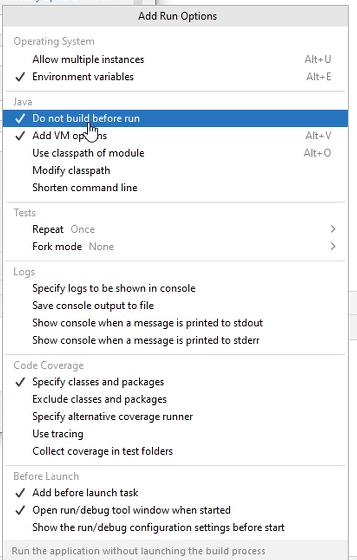 Add Run Options
Operating System
Allow multiple instances Alt+U
Environment variables Alt+E
Java
Do not build before run
Add VM options Alt+V
Use classpath of module Alt+O
Modify classpath
Shorten command line
Tests
Repeat Once
Fork mode None
Logs
Specify logs to be shown in console
Save console output to file
Show console when a message is printed to stdout
Show console when a message is printed to stderr
Code Coverage
Specify classes and packages
Exclude classes and packages
Specify alternative coverage runner
Use tracing
Collect coverage in test folders
Before Launch
Add before launch task
Open run/debug tool window when started
Show the run/debug configuration settings before start
Run the application without launching the build process